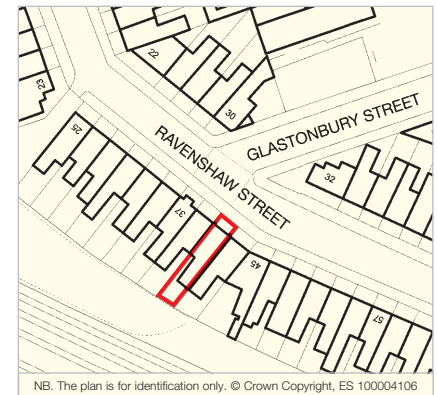 22
23
30
GLASTONBURY STREET
25
RAVENSHAW STREET
32
37
45
57
NB. The plan is for identification only. © Crown Copyright, ES 100004106